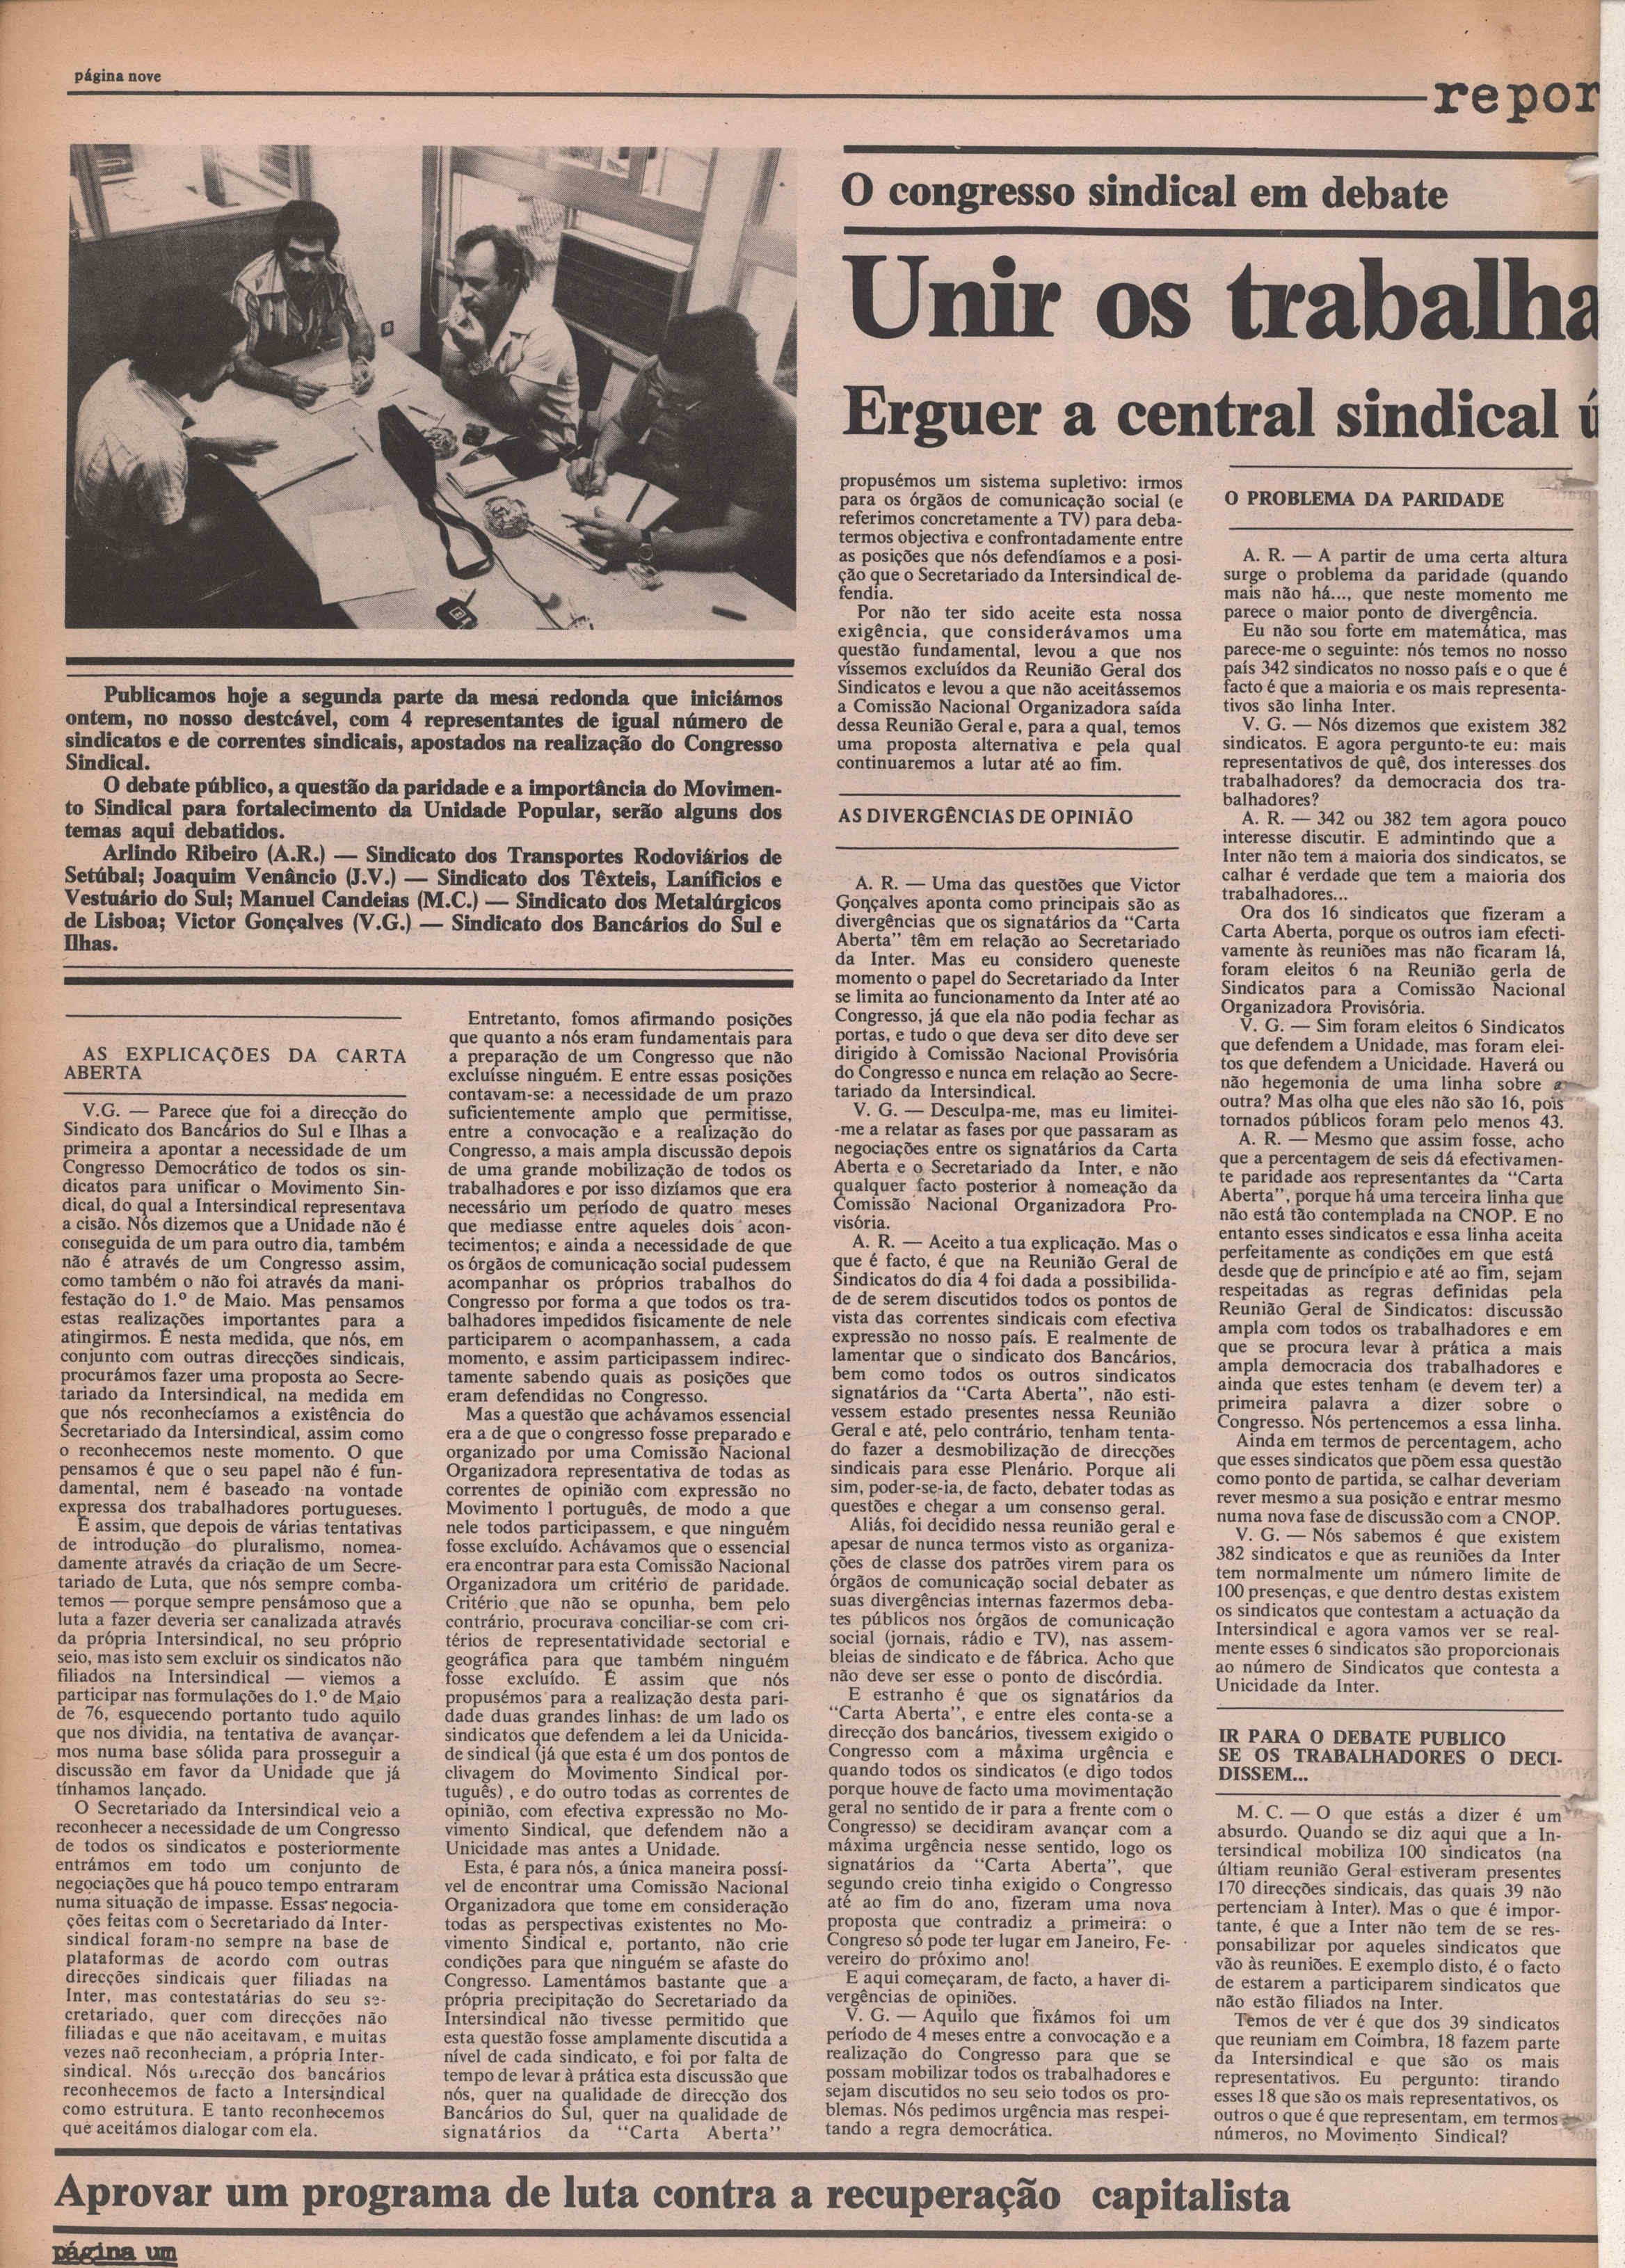 página nove
repor
O congresso sindical em debate
Unir os trabalha
Erguer a central sindical ú
Publicamos hoje a segunda parte da mesa redonda que iniciámos
ontem, no nosso destcável, com 4 representantes de igual número de
sindicatos e de correntes sindicais, apostados na realização do Congresso
Sindical.
O debate público, a questão da paridade e a importância do Movimen-
to Sindical para fortalecimento da Unidade Popular, serão alguns dos
temas aqui debatidos.
Arlindo Ribeiro (A.R.) — Sindicato dos Transportes Rodoviários de
Setúbal; Joaquim Venâncio (J.V.) — Sindicato dos Têxteis, Lanifícios e
Vestuário do Sul; Manuel Candeias (M.C.) — Sindicato dos Metalúrgicos
de Lisboa; Victor Gonçalves (V.G.) — Sindicato dos Bancários do Sul e
Ilhas.
AS EXPLICAÇÕES DA CARTA
ABERTA
V.G. — Parece que foi a direcção do
Sindicato dos Bancários do Sul e Ilhas a
primeira a apontar a necessidade de um
Congresso Democrático de todos os sin-
dicatos para unificar o Movimento Sin-
dical, do qual a Intersindical representava
a cisão. Nós dizemos que a Unidade não é
conseguida de um para outro dia, também
não é através de um Congresso assim,
como também o não foi através da mani-
festação do 1.º de Maio. Mas pensamos
estas realizações importantes para a
atingirmos. É nesta medida, que nós, em
conjunto com outras direcções sindicais,
procurámos fazer uma proposta ao Secre-
tariado da Intersindical, na medida em
que nós reconhecíamos a existência do
Secretariado da Intersindical, assim como
o reconhecemos neste momento. O que
pensamos é que o seu papel não é fun-
damental, nem é baseado na vontade
expressa dos trabalhadores portugueses.
É assim, que depois de várias tentativas
de introdução do pluralismo, nomea-
damente através da criação de um Secre-
tariado de Luta, que nós sempre comba-
temos — porque sempre pensámoso que a
luta a fazer deveria ser canalizada através
da própria Intersindical, no seu próprio
seio, mas isto sem excluir os sindicatos não
filiados na Intersindical — viemos a
participar nas formulações do 1.º de Maio
de 76, esquecendo portanto tudo aquilo
que nos dividia, na tentativa de avançar-
mos numa base sólida para prosseguir a
discussão em favor da Unidade que já
tínhamos lançado.
O Secretariado da Intersindical veio a
reconhecer a necessidade de um Congresso
de todos os sindicatos e posteriormente
entrámos em todo um conjunto de
negociações que há pouco tempo entraram
numa situação de impasse. Essas negocia-
ções feitas com o Secretariado da Inter-
sindical foram-no sempre na base de
plataformas de acordo com outras
direcções sindicais quer filiadas na
Inter, mas contestatárias do seu se-
cretariado, quer com direcções não
filiadas e que não aceitavam, e muitas
vezes naõ reconheciam, a própria Inter-
sindical. Nós direcção dos bancários
reconhecemos de facto a Intersindical
como estrutura. E tanto reconhecemos
que aceitámos dialogar com ela.
Entretanto, fomos afirmando posições
que quanto a nós eram fundamentais para
a preparação de um Congresso que não
excluísse ninguém. E entre essas posições
contavam-se: a necessidade de um prazo
suficientemente amplo que permitisse,
entre a convocação e a realização do
Congresso, a mais ampla discussão depois
de uma grande mobilização de todos os
trabalhadores e por isso dizíamos que era
necessário um período de quatro meses
que mediasse entre aqueles dois acon-
tecimentos; e ainda a necessidade de que
os órgãos de comunicação social pudessem
acompanhar os próprios trabalhos do
Congresso por forma a que todos os tra-
balhadores impedidos fisicamente de nele
participarem o acompanhassem, a cada
momento, e assim participassem indirec-
tamente sabendo quais as posições que
eram defendidas no Congresso.
Mas a questão que achávamos essencial
era a de que o congresso fosse preparado e
organizado por uma Comissão Nacional
Organizadora representativa de todas as
correntes de opinião com expressão no
Movimento l português, de modo a que
nele todos participassem, e que ninguém
fosse excluído. Achávamos que o essencial
era encontrar para esta Comissão Nacional
Organizadora um critério de paridade.
Critério que não se opunha, bem pelo
contrário, procurava conciliar-se com cri-
térios de representatividade sectorial e
geográfica para que também ninguém
fosse excluído. É assim que nós
propusémos para a realização desta pari-
dade duas grandes linhas: de um lado os
sindicatos que defendem a lei da Unicida-
de sindical (já que esta é um dos pontos de
clivagem do Movimento Sindical por-
tuguês) , e do outro todas as correntes de
opinião, com efectiva expressão no Mo-
vimento Sindical, que defendem não a
Unicidade mas antes a Unidade.
Esta, é para nós, a única maneira possí-
vel de encontrar uma Comissão Nacional
Organizadora que tome em consideração
todas as perspectivas existentes no Mo-
vimento Sindical e, portanto, não crie
condições para que ninguém se afaste do
Congresso. Lamentámos bastante que a
própria precipitação do Secretariado da
Intersindical não tivesse permitido que
esta questão fosse amplamente discutida a
nível de cada sindicato, e foi por falta de
tempo de levar à prática esta discussão que
nós, quer na qualidade de direcção dos
Bancários do Sul, quer na qualidade de
signatários da “Carta Aberta”
propusémos um sistema supletivo: irmos
para os órgãos de comunicação social (e
referimos concretamente a TV) para deba-
termos objectiva e confrontadamente entre
as posições que nós defendíamos e a posi-
ção que o Secretariado da Intersindical de-
fendia.
Por não ter sido aceite esta nossa
exigência, que considerávamos uma
questão fundamental, levou a que nos
víssemos excluídos da Reunião Geral dos
Sindicatos e levou a que não aceitássemos
a Comissão Nacional Organizadora saída
dessa Reunião Geral e, para a qual, temos
uma proposta alternativa e pela qual
continuaremos a lutar até ao fim.
AS DIVERGÊNCIAS DE OPINIÃO
A. R. — Uma das questões que Victor
Gonçalves aponta como principais são as
divergências que os signatários da “Carta
Aberta” têm em relação ao Secretariado
da Inter. Mas eu considero queneste
momento o papel do Secretariado da Inter
se limita ao funcionamento da Inter até ao
Congresso, já que ela não podia fechar as
portas, e tudo o que deva ser dito deve ser
dirigido à Comissão Nacional Provisória
do Congresso e nunca em relação ao Secre-
tariado da Intersindical.
V. G. — Desculpa-me, mas eu limitei-
-me a relatar as fases por que passaram as
negociações entre os signatários da Carta
Aberta e o Secretariado da Inter, e não
qualquer facto posterior à nomeação da
Comissão Nacional Organizadora Pro-
visória.
A. R. — Aceito a tua explicação. Mas o
que é facto, é que na Reunião Geral de
Sindicatos do dia 4 foi dada a possibilida-
de de serem discutidos todos os pontos de
vista das correntes sindicais com efectiva
expressão no nosso país. E realmente de
lamentar que o sindicato dos Bancários,
bem como todos os outros sindicatos
signatários da “Carta Aberta”, não esti-
vessem estado presentes nessa Reunião
Geral e até, pelo contrário, tenham tenta-
do fazer a desmobilização de direcções
sindicais para esse Plenário. Porque ali
sim, poder-se-ia, de facto, debater todas as
questões e chegar a um consenso geral.
Aliás, foi decidido nessa reunião geral e
apesar de nunca termos visto as organiza-
ções de classe dos patrões virem para os
órgãos de comunicação social debater as
suas divergências internas fazermos deba-
tes públicos nos órgãos de comunicação
social (jornais, rádio e TV), nas assem-
bleias de sindicato e de fábrica. Acho que
não deve ser esse o ponto de discórdia.
E estranho é que os signatários da
“Carta Aberta”, e entre eles conta-se a
direcção dos bancários, tivessem exigido o
Congresso com a máxima urgência e
quando todos os sindicatos (e digo todos
porque houve de facto uma movimentação
geral no sentido de ir para a frente com o
Congresso) se decidiram avançar com a
máxima urgência nesse sentido, logo os
signatários da “Carta Aberta”, que
segundo creio tinha exigido o Congresso
até ao fim do ano, fizeram uma nova
proposta que contradiz a primeira: o
Congreso só pode ter lugar em Janeiro, Fe-
vereiro do próximo ano!
E aqui começaram, de facto, a haver di-
vergências de opiniões.
V. G. — Aquilo que fixámos foi um
período de 4 meses entre a convocação e a
realização do Congresso para que se
possam mobilizar todos os trabalhadores e
sejam discutidos no seu seio todos os pro-
blemas. Nós pedimos urgência mas respei-
tando a regra democrática.
O PROBLEMA DA PARIDADE
A. R. — A partir de uma certa altura
surge o problema da paridade (quando
mais não há..., que neste momento me
parece o maior ponto de divergência.
Eu não sou forte em matemática, mas
parece-me o seguinte: nós temos no nosso
país 342 sindicatos no nosso país e o que é
facto é que a maioria e os mais representa-
tivos são linha Inter.
V. G. — Nós dizemos que existem 382
sindicatos. E agora pergunto-te eu: mais
representativos de quê, dos interesses dos
trabalhadores? da democracia dos tra-
balhadores?
A. R. — 342 ou 382 tem agora pouco
interesse discutir. E admintindo que a
Inter não tem a maioria dos sindicatos, se
calhar é verdade que tem a maioria dos
trabalhadores...
Ora dos 16 sindicatos que fizeram a
Carta Aberta, porque os outros iam efecti-
vamente às reuniões mas não ficaram lá,
foram eleitos 6 na Reunião gerla de
Sindicatos para a Comissão Nacional
Organizadora Provisória.
V. G. — Sim foram eleitos 6 Sindicatos
que defendem a Unidade, mas foram elei-
tos que defendem a Unicidade. Haverá ou
não hegemonia de uma linha sobre a
outra? Mas olha que eles não são 16, pois
tornados públicos foram pelo menos 43.
A. R. — Mesmo que assim fosse, acho
que a percentagem de seis dá efectivamen-
te paridade aos representantes da “Carta
Aberta”, porque há uma terceira linha que
não está tão contemplada na CNOP. E no
entanto esses sindicatos e essa linha aceita
perfeitamente as condições em que está
desde que de princípio e até ao fim, sejam
respeitadas as regras definidas pela
Reunião Geral de Sindicatos: discussão
ampla com todos os trabalhadores e em
que se procura levar à prática a mais
ampla democracia dos trabalhadores e
ainda que estes tenham (e devem ter) a
primeira palavra a dizer sobre o
Congresso. Nós pertencemos a essa linha.
Ainda em termos de percentagem, acho
que esses sindicatos que põem essa questão
como ponto de partida, se calhar deveriam
rever mesmo a sua posição e entrar mesmo
numa nova fase de discussão com a CNOP.
V. G. — Nós sabemos é que existem
382 sindicatos e que as reuniões da Inter
tem normalmente um número limite de
100 presenças, e que dentro destas existem
os sindicatos que contestam a actuação da
Intersindical e agora vamos ver se real-
mente esses 6 sindicatos são proporcionais
ao número de Sindicatos que contesta a
Unicidade da Inter.
IR PARA O DEBATE PUBLICO
SE OS TRABALHADORES O DECI-
DISSEM...
M. C. — O que estás a dizer é um
absurdo. Quando se diz aqui que a In-
tersindical mobiliza 100 sindicatos (na
últiam reunião Geral estiveram presentes
170 direcções sindicais, das quais 39 não
pertenciam à Inter). Mas o que é impor-
tante, é que a Inter não tem de se res-
ponsabilizar por aqueles sindicatos que
vão às reuniões. E exemplo disto, é o facto
de estarem a participarem sindicatos que
não estão filiados na Inter.
Temos de ver é que dos 39 sindicatos
que reuniam em Coimbra, 18 fazem parte
da Intersindical e que são os mais
representativos. Eu pergunto: tirando
esses 18 que são os mais representativos, os
outros o que é que representam, em termos
números, no Movimento Sindical?
Aprovar um programa de luta contra a recuperação capitalista
página um